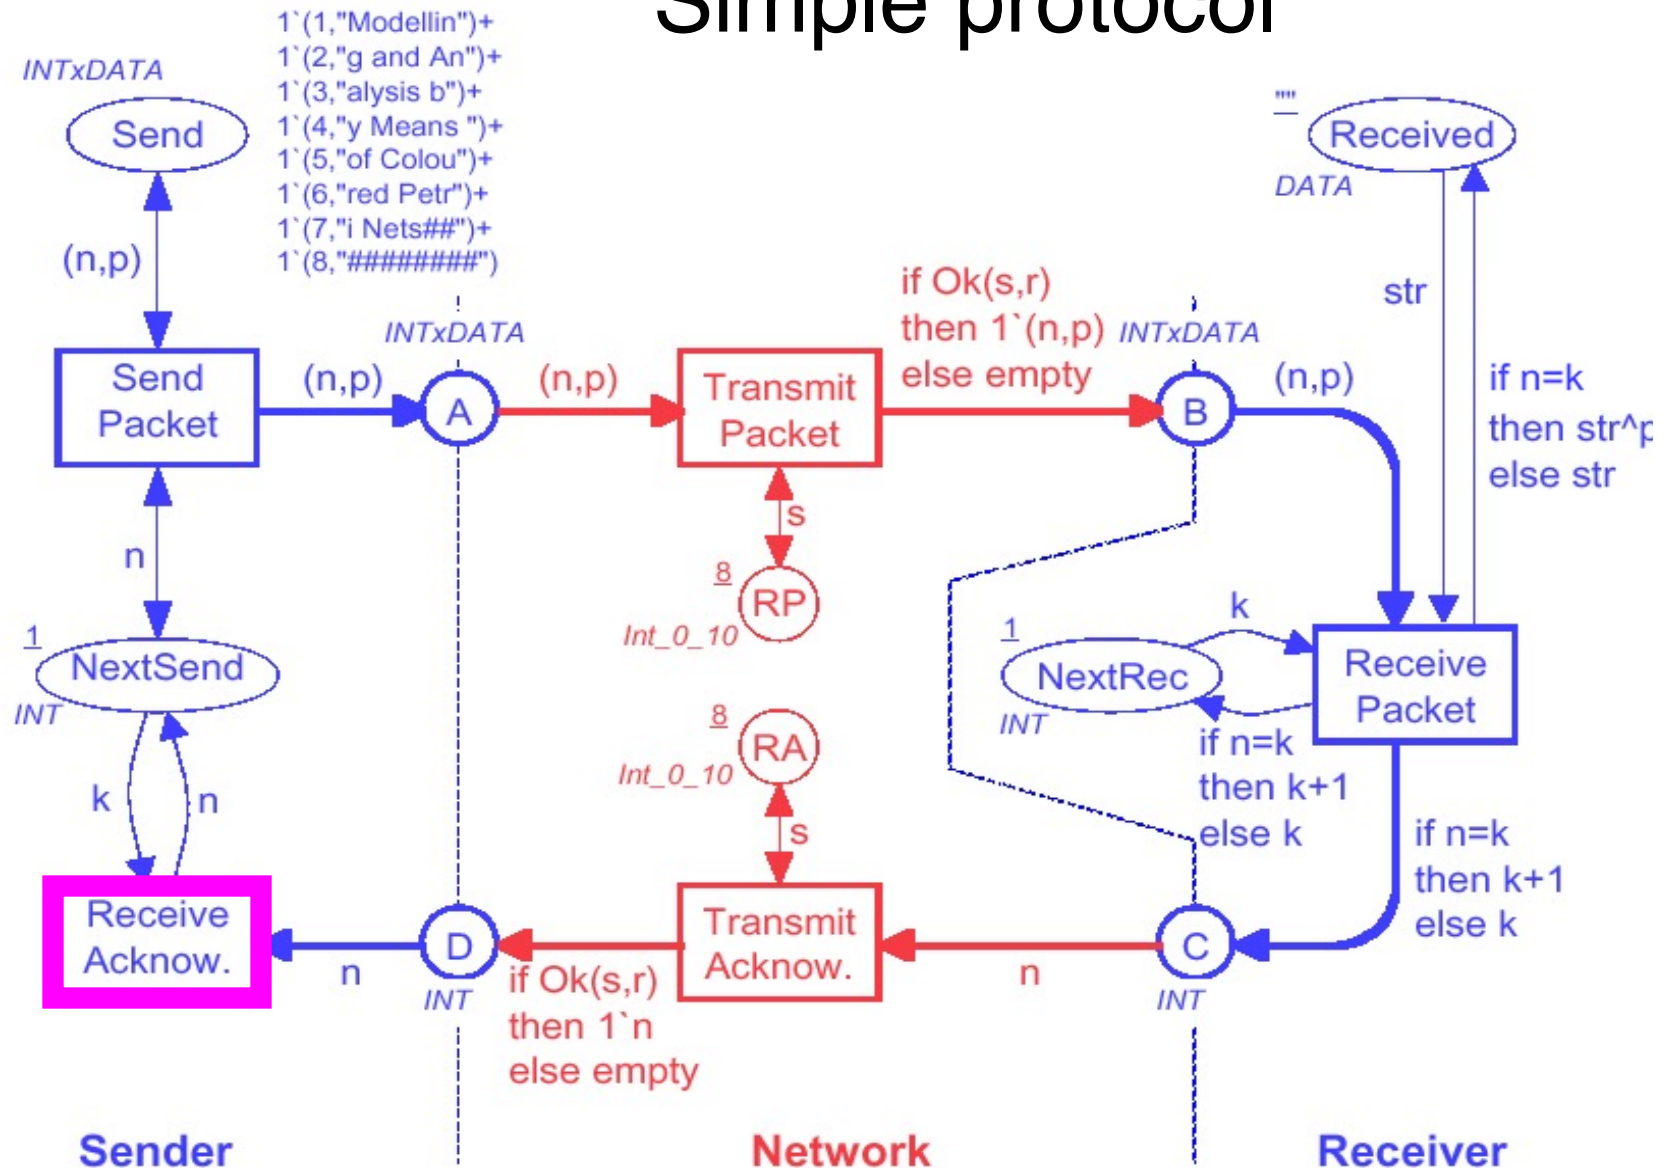 Simple protocol
1`(1,"Modellin")+
1`(2,"g and An")+
1`(3,"alysis b")+
1`(4,"y Means ")+
1`(5,"of Colou")+
1`(6,"red Petr")+
1`(7,"i Nets##")+
1`(8,"########")
INTxDATA
Send
""
Received
DATA
(n,p)
str
INTxDATA
if Ok(s,r)
then 1`(n,p)
else empty
INTxDATA
Send
Packet
(n,p)
A
(n,p)
Transmit
Packet
B
(n,p)
if n=k
then str^p
else str
n
s
8
RP
Int_0_10
1
NextSend
INT
k
1
NextRec
INT
Receive
Packet
8
RA
Int_0_10
if n=k
then k+1
else k
k
n
s
if n=k
then k+1
else k
Receive
Acknow.
n
D
INT
if Ok(s,r)
then 1`n
else empty
Transmit
Acknow.
n
C
INT
Sender
Network
Receiver